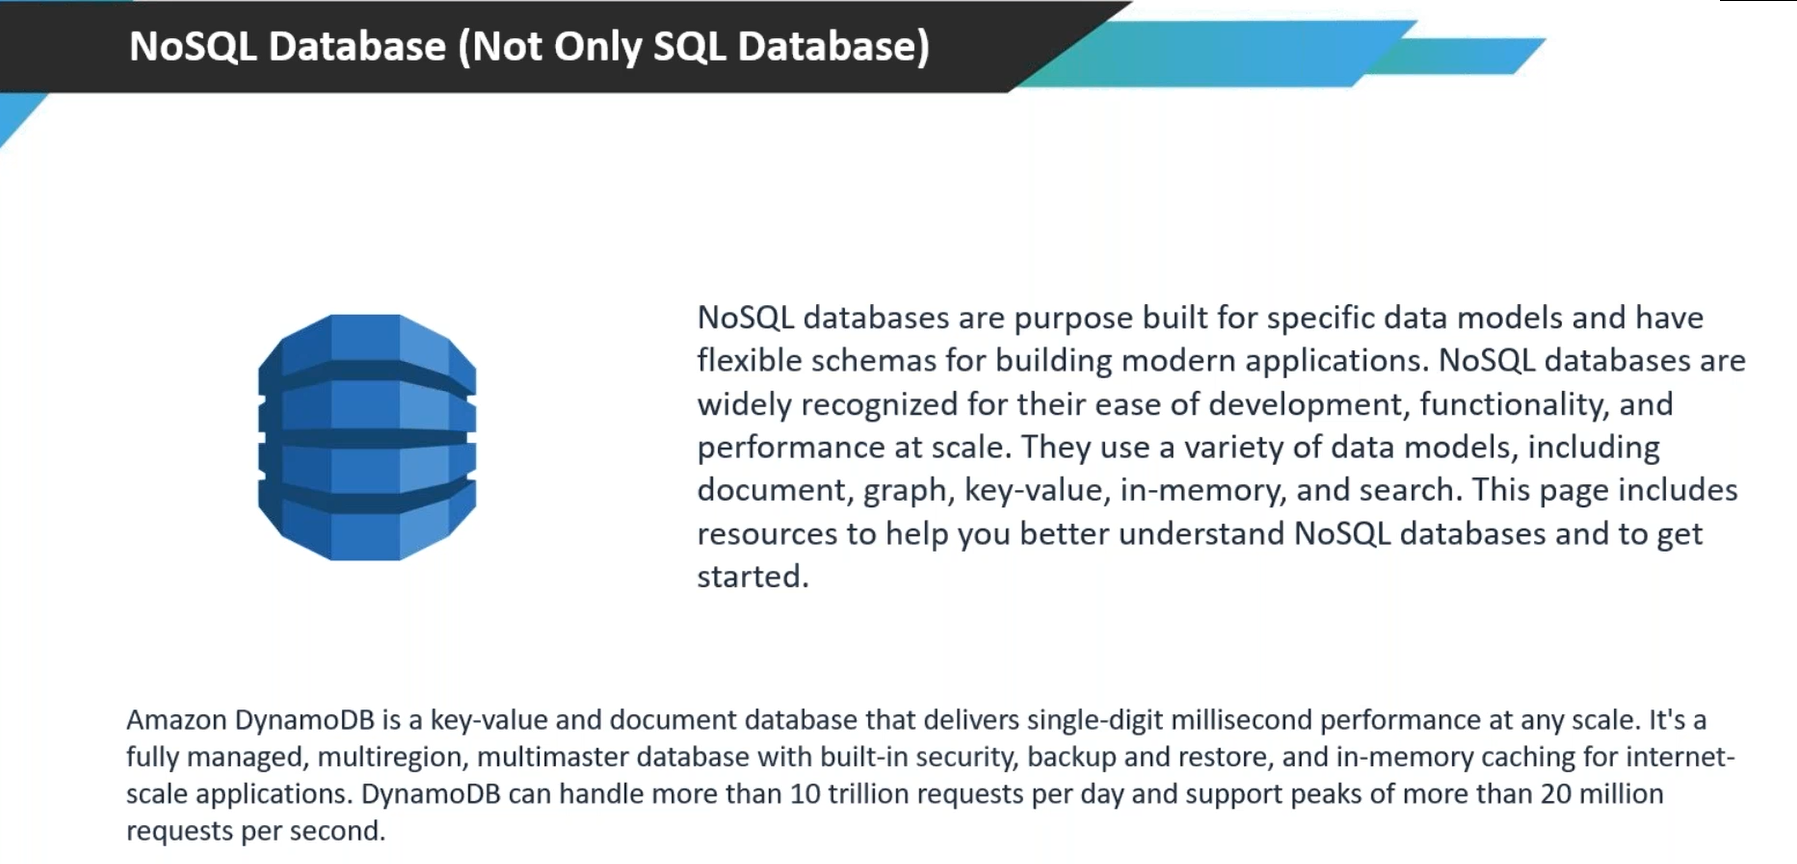 NoSQL Database (Not Only SQL Database)
NoSQL databases are purpose built for specific data models and have
flexible schemas for building modern applications. NoSQL databases are
widely recognized for their ease of development, functionality, and
performance at scale. They use a variety of data models, including
document, graph, key-value, in-memory, and search. This page includes
resources to help you better understand NoSQL databases and to get
started.
Amazon DynamoDB is a key-value and document database that delivers single-digit millisecond performance at any scale. It's a
fully managed, multiregion, multimaster database with built-in security, backup and restore, and in-memory caching for internet-
scale applications. DynamoDB can handle more than 10 trillion requests per day and support peaks of more than 20 million
requests per second.